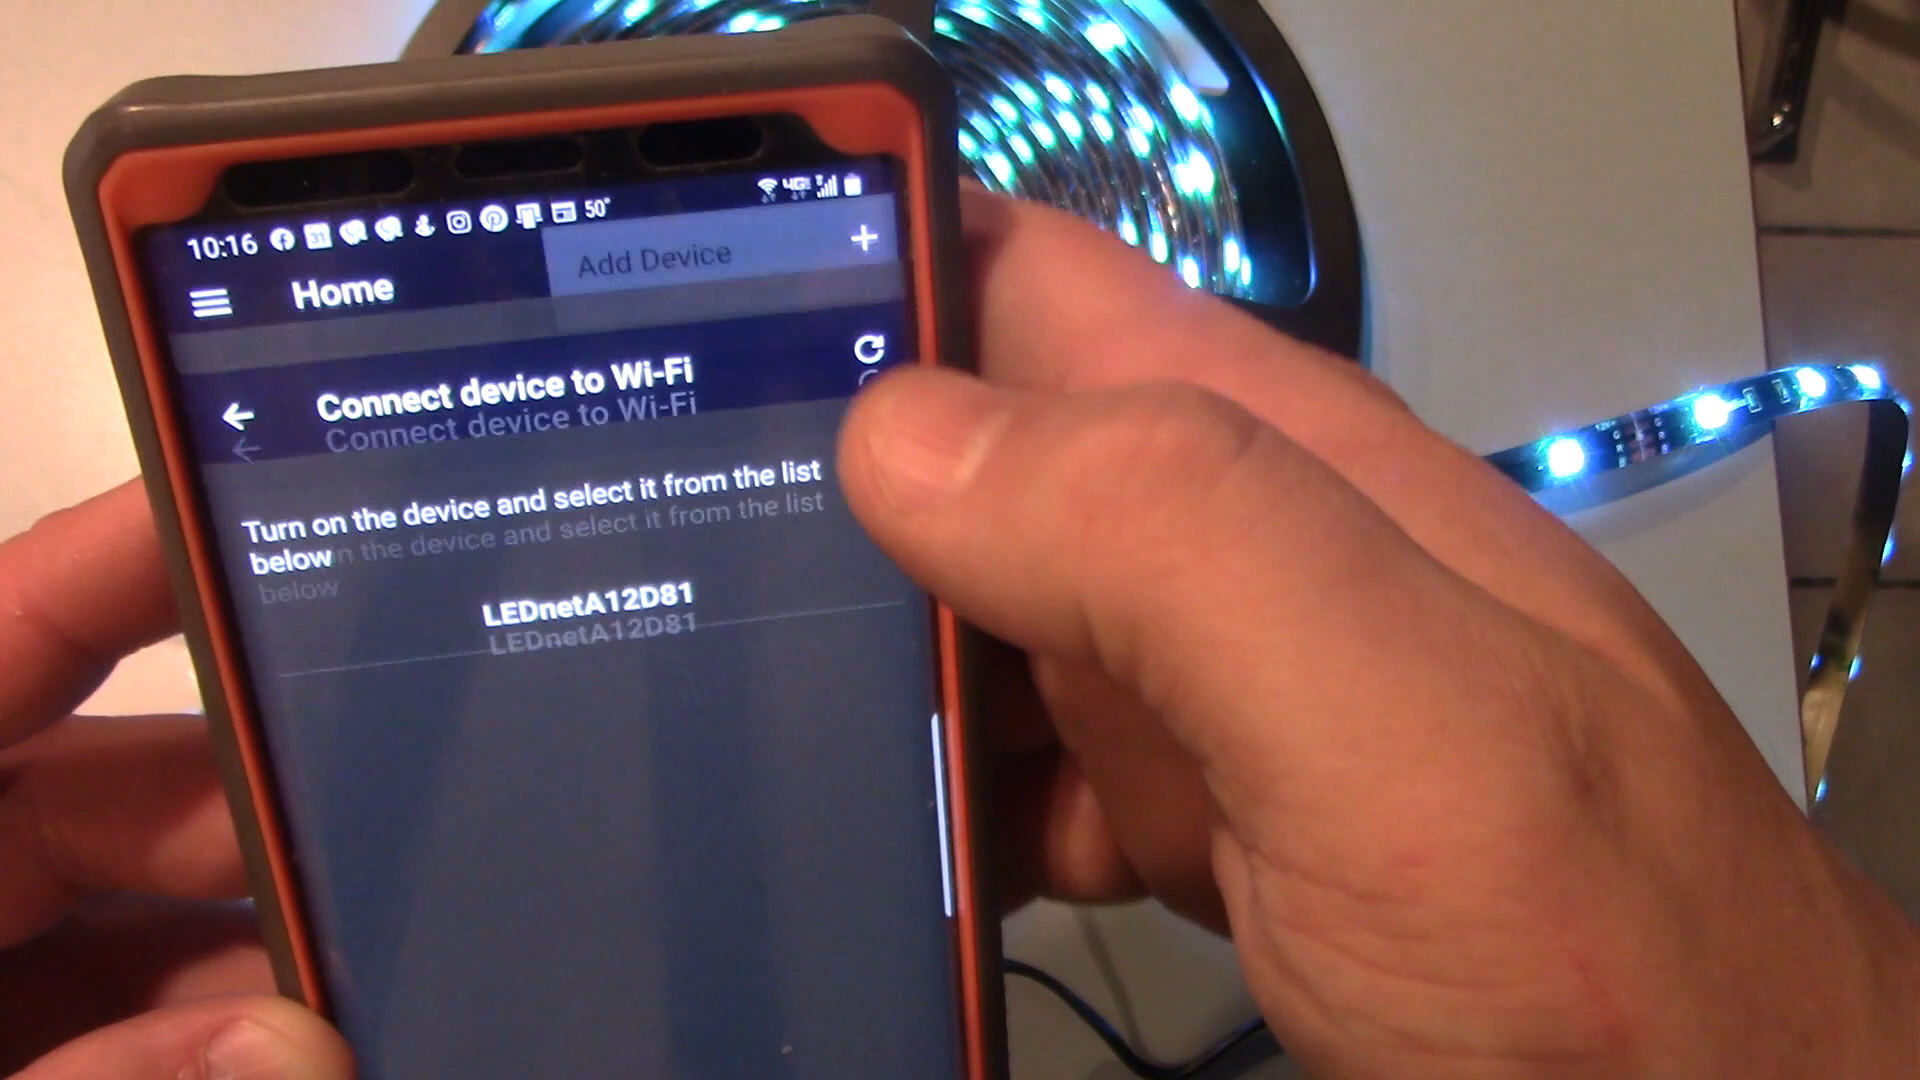 10:16 31 50° 4GE
Add Device +
Home
Connect device to Wi-Fi
Connect device to Wi-Fi
Turn on the device and select it from the list
below
n the device and select it from the list
below
LEDnetA12D81
LEDnetA12D81